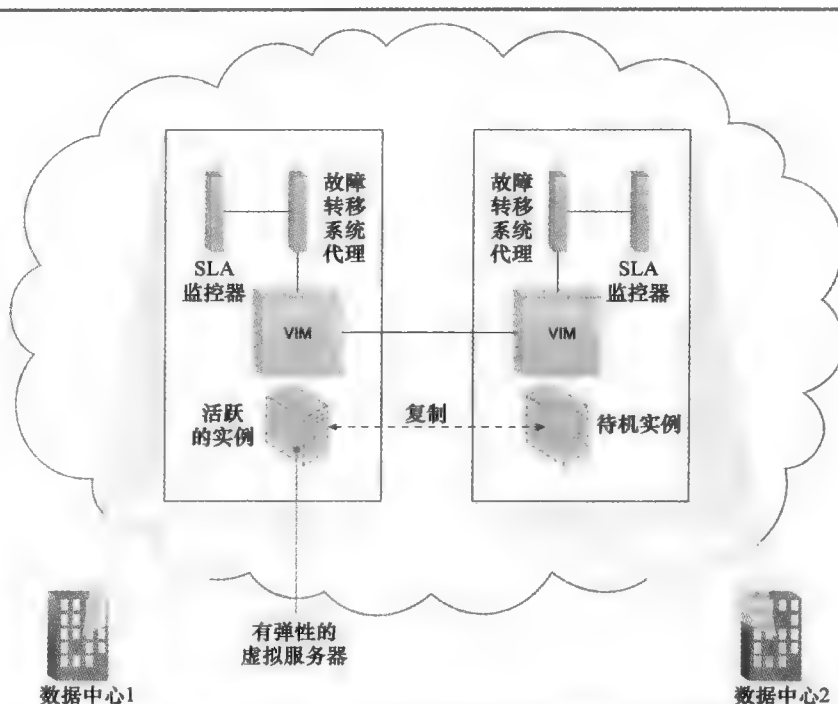 故障
转移
系统
代理
SLA
监控器
VIM
活跃
的实例
故障
转移
系统
代理
SLA
监控器
VIM
复制
待机实例
有弹性的
虚拟服务器
数据中心1
数据中心2